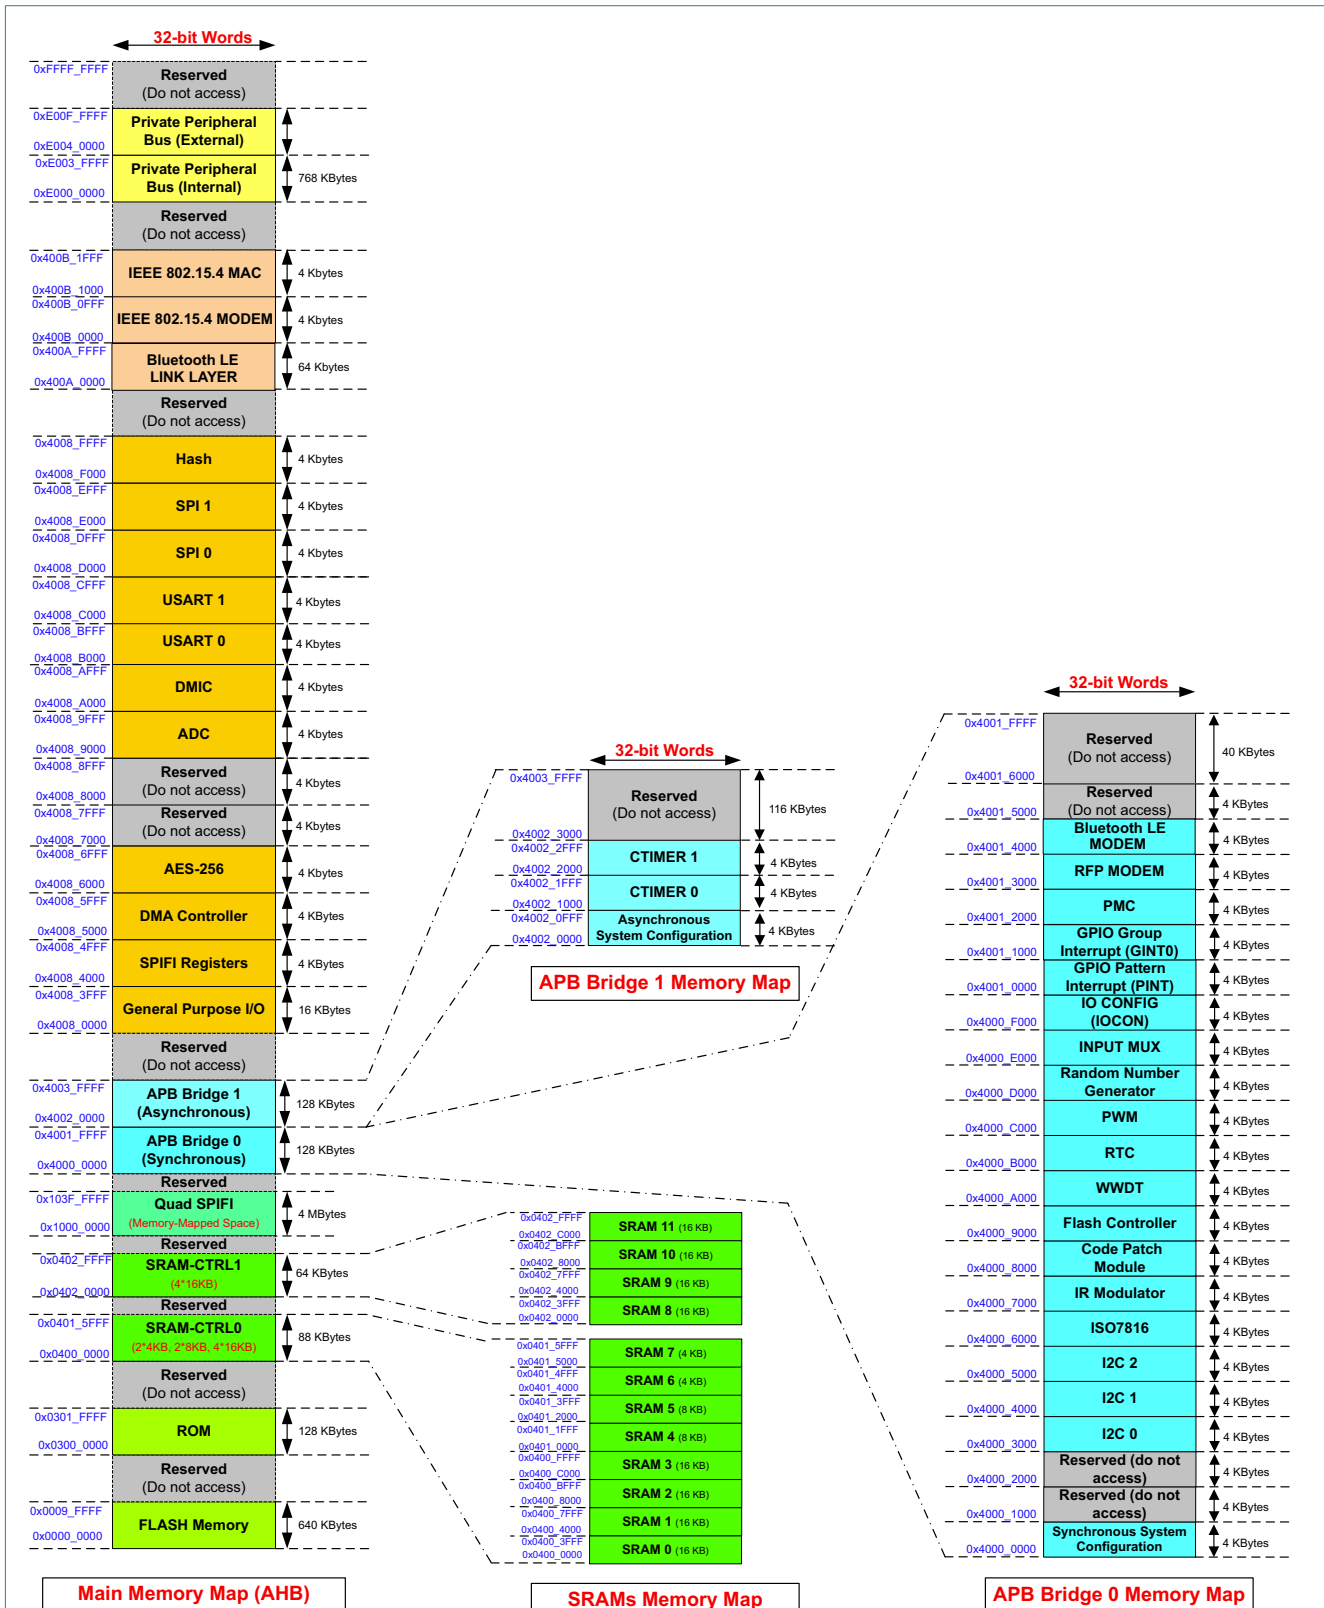 32-bit Words
0xFFFF_FFFF
Reserved
(Do not access)
0xE00F_FFFF
Private Peripheral
Bus (External)
0xE004_0000
0xE003_FFFF
Private Peripheral
Bus (Internal)
768 KBytes
0xE000_0000
Reserved
(Do not access)
0x400B_1FFF
IEEE 802.15.4 MAC
4 Kbytes
0x400B_1000
0x400B_0FFF
IEEE 802.15.4 MODEM
4 Kbytes
0x400B_0000
0x400A_FFFF
Bluetooth LE
LINK LAYER
64 Kbytes
0x400A_0000
Reserved
(Do not access)
0x4008_FFFF
Hash
4 Kbytes
0x4008_F000
0x4008_EFFF
SPI 1
4 Kbytes
0x4008_E000
0x4008_DFFF
SPI 0
4 Kbytes
0x4008_D000
0x4008_CFFF
USART 1
4 Kbytes
0x4008_C000
0x4008_BFFF
USART 0
4 Kbytes
0x4008_B000
0x4008_AFFF
DMIC
4 Kbytes
0x4008_A000
0x4008_9FFF
ADC
4 Kbytes
0x4008_9000
0x4008_8FFF
Reserved
(Do not access)
4 Kbytes
0x4008_8000
0x4008_7FFF
Reserved
(Do not access)
4 Kbytes
0x4008_7000
0x4008_6FFF
AES-256
4 Kbytes
0x4008_6000
0x4008_5FFF
DMA Controller
4 KBytes
0x4008_5000
0x4008_4FFF
SPIFI Registers
4 KBytes
0x4008_4000
0x4008_3FFF
General Purpose I/O
16 KBytes
0x4008_0000
Reserved
(Do not access)
0x4003_FFFF
APB Bridge 1
(Asynchronous)
128 KBytes
0x4002_0000
0x4001_FFFF
APB Bridge 0
(Synchronous)
128 KBytes
0x4000_0000
Reserved
0x103F_FFFF
Quad SPIFI
(Memory-Mapped Space)
4 MBytes
0x1000_0000
Reserved
0x0402_FFFF
SRAM-CTRL1
(4*16KB)
64 KBytes
0x0402_0000
Reserved
0x0401_5FFF
SRAM-CTRL0
(2*4KB, 2*8KB, 4*16KB)
88 KBytes
0x0400_0000
Reserved
(Do not access)
0x0301_FFFF
ROM
128 KBytes
0x0300_0000
Reserved
(Do not access)
0x0009_FFFF
FLASH Memory
640 KBytes
0x0000_0000
Main Memory Map (AHB)
32-bit Words
0x4003_FFFF
Reserved
(Do not access)
116 KBytes
0x4002_3000
0x4002_2FFF
CTIMER 1
4 KBytes
0x4002_2000
0x4002_1FFF
CTIMER 0
4 KBytes
0x4002_1000
0x4002_0FFF
Asynchronous
System Configuration
4 KBytes
0x4002_0000
APB Bridge 1 Memory Map
0x0402_FFFF
SRAM 11 (16 KB)
0x0402_C000
0x0402_BFFF
SRAM 10 (16 KB)
0x0402_8000
0x0402_7FFF
SRAM 9 (16 KB)
0x0402_4000
0x0402_3FFF
SRAM 8 (16 KB)
0x0402_0000
0x0401_5FFF
SRAM 7 (4 KB)
0x0401_5000
0x0401_4FFF
SRAM 6 (4 KB)
0x0401_4000
0x0401_3FFF
SRAM 5 (8 KB)
0x0401_2000
0x0401_1FFF
SRAM 4 (8 KB)
0x0401_0000
0x0400_FFFF
SRAM 3 (16 KB)
0x0400_C000
0x0400_BFFF
SRAM 2 (16 KB)
0x0400_8000
0x0400_7FFF
SRAM 1 (16 KB)
0x0400_4000
0x0400_3FFF
SRAM 0 (16 KB)
0x0400_0000
SRAMs Memory Map
32-bit Words
0x4001_FFFF
Reserved
(Do not access)
40 KBytes
0x4001_6000
Reserved
(Do not access)
4 KBytes
0x4001_5000
Bluetooth LE
MODEM
4 KBytes
0x4001_4000
RFP MODEM
4 KBytes
0x4001_3000
PMC
4 KBytes
0x4001_2000
GPIO Group
Interrupt (GINT0)
4 KBytes
0x4001_1000
GPIO Pattern
Interrupt (PINT)
4 KBytes
0x4001_0000
IO CONFIG
(IOCON)
4 KBytes
0x4000_F000
INPUT MUX
4 KBytes
0x4000_E000
Random Number
Generator
4 KBytes
0x4000_D000
PWM
4 KBytes
0x4000_C000
RTC
4 KBytes
0x4000_B000
WWDT
4 KBytes
0x4000_A000
Flash Controller
4 KBytes
0x4000_9000
Code Patch
Module
4 KBytes
0x4000_8000
IR Modulator
4 KBytes
0x4000_7000
ISO7816
4 KBytes
0x4000_6000
I2C 2
4 KBytes
0x4000_5000
I2C 1
4 KBytes
0x4000_4000
I2C 0
4 KBytes
0x4000_3000
Reserved (do not
access)
4 KBytes
0x4000_2000
Reserved (do not
access)
4 KBytes
0x4000_1000
Synchronous System
Configuration
4 KBytes
0x4000_0000
APB Bridge 0 Memory Map